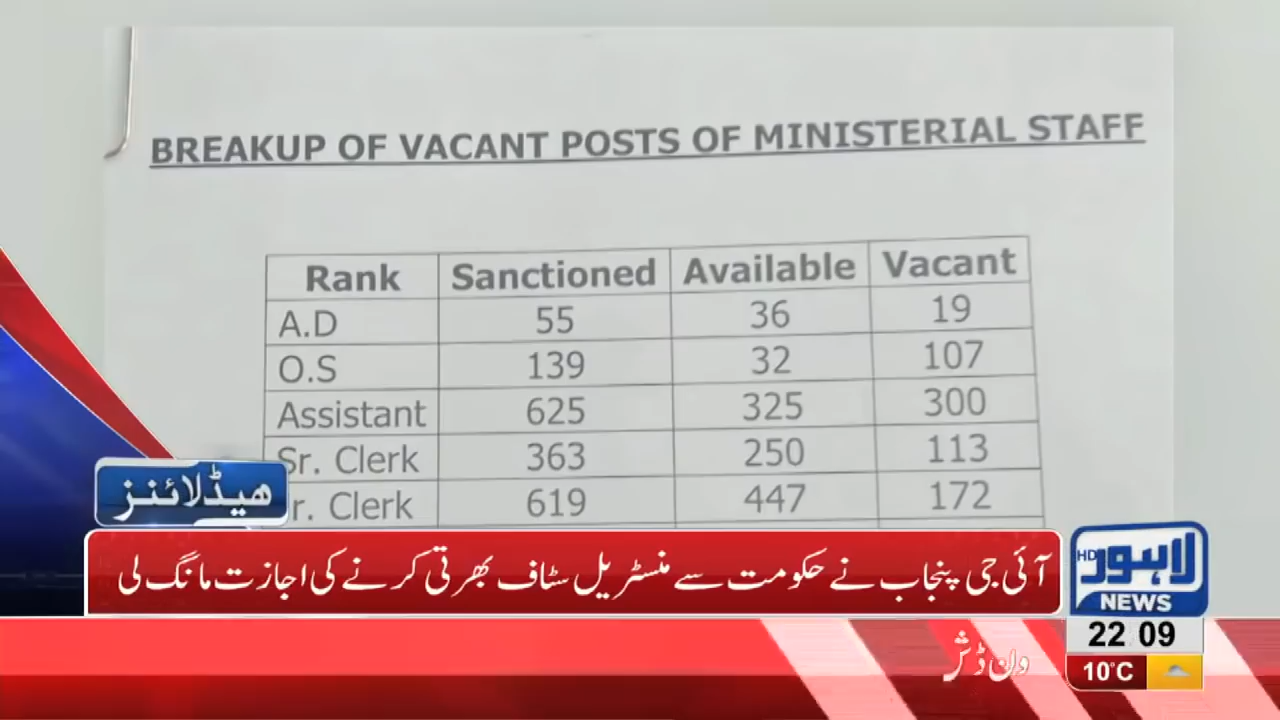 BREAKUP OF VACANT POSTS OF MINISTERIAL STAFF
Rank Sanctioned Available Vacant
A.D 55 36 19
O.S 139 32 107
Assistant 625 325 300
Sr. Clerk 363 250 113
r. Clerk 619 447 172
ہیڈلائنز
آئی جی پنجاب نے حکومت سے منسٹریل سٹاف بھرتی کرنے کی اجازت مانگ لی
لاہور HD
NEWS
22 09
ون ڈش
10°C